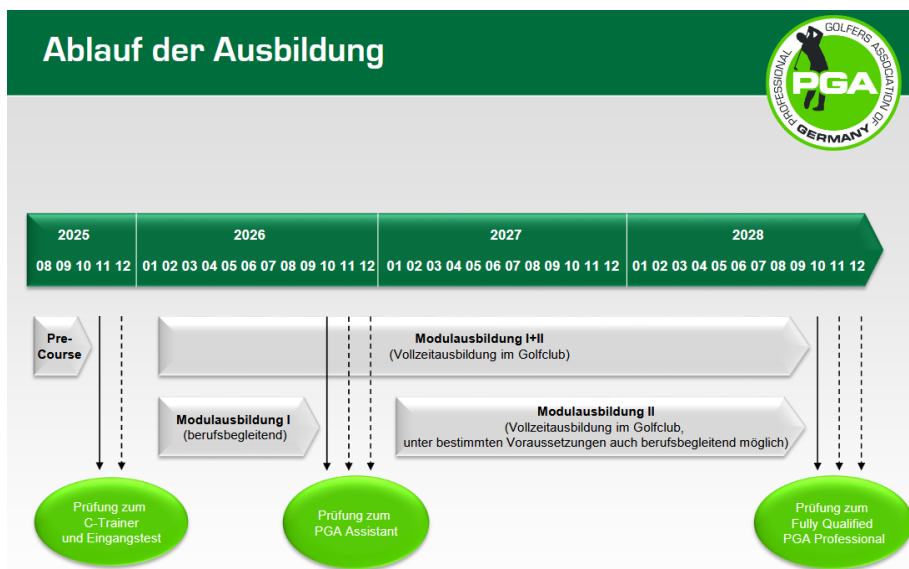 Ablauf der Ausbildung
PROFESSIONAL GOLFERS ASSOCIATION OF GERMANY
PGA
2025
2026
2027
2028
08 09 10 11 12
01 02 03 04 05 06 07 08 09 10 11 12
01 02 03 04 05 06 07 08 09 10 11 12
01 02 03 04 05 06 07 08 09 10 11 12
Pre-
Course
Modulausbildung I+II
(Vollzeitausbildung im Golfclub)
Modulausbildung I
(berufsbegleitend)
Modulausbildung II
(Vollzeitausbildung im Golfclub,
unter bestimmten Voraussetzungen auch berufsbegleitend möglich)
Prüfung zum
C-Trainer
und Eingangstest
Prüfung zum
PGA Assistant
Prüfung zum
Fully Qualified
PGA Professional